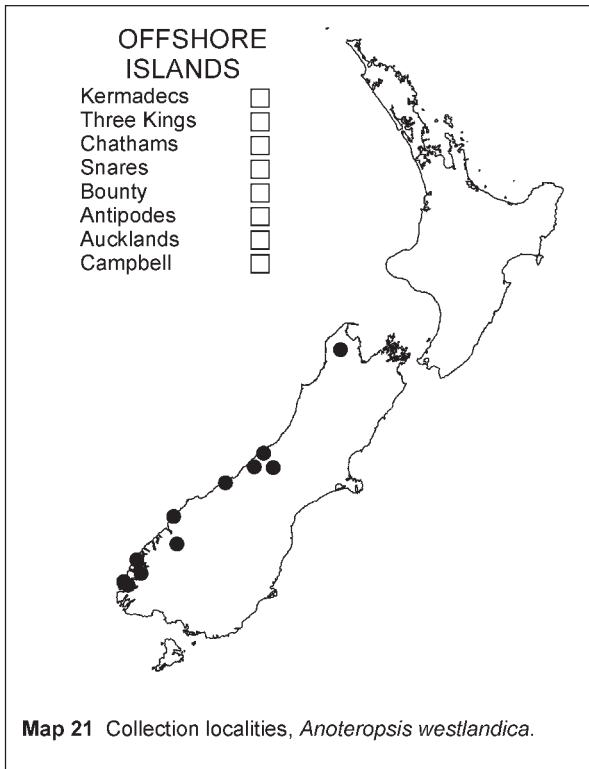 OFFSHORE
ISLANDS
Kermadecs
Three Kings
Chathams
Snares
Bounty
Antipodes
Aucklands
Campbell
Map 21 Collection localities, Anoteropsis westlandica.